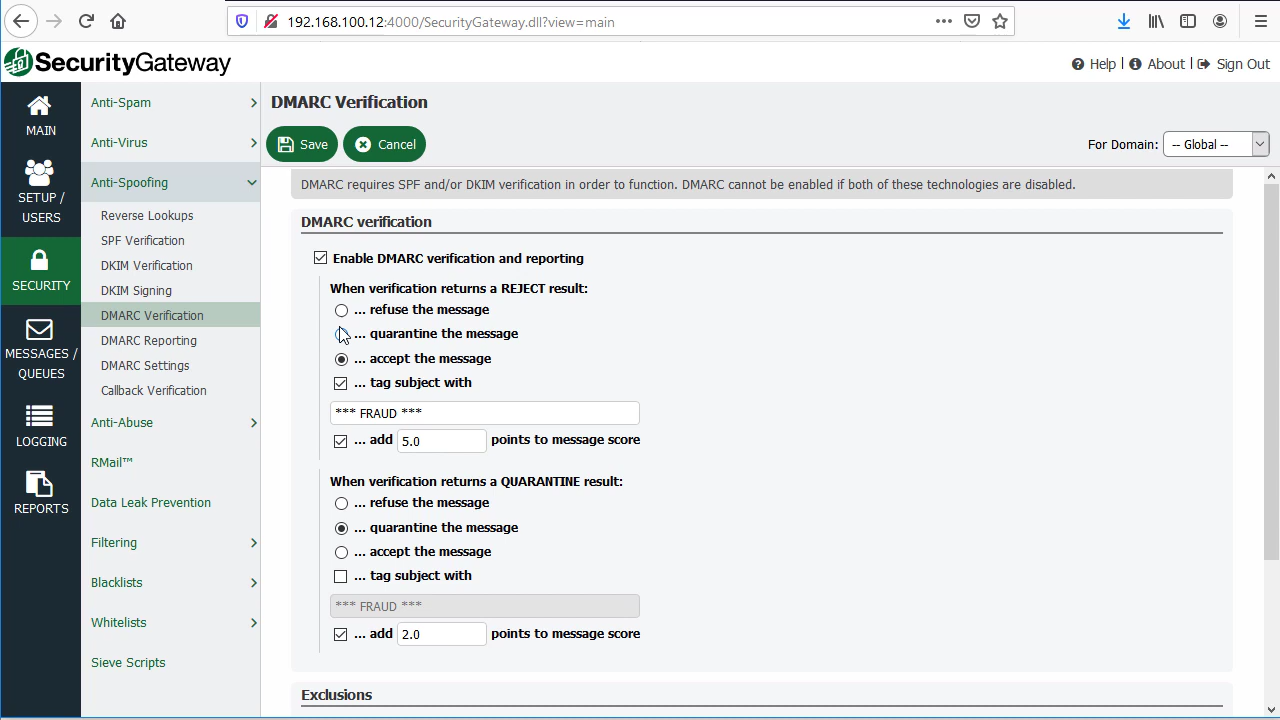 192.168.100.12:4000/SecurityGateway.dll?view=main
SecurityGateway
Help | About | Sign Out
MAIN
SETUP /
USERS
SECURITY
MESSAGES /
QUEUES
LOGGING
REPORTS
Anti-Spam
Anti-Virus
Anti-Spoofing
Reverse Lookups
SPF Verification
DKIM Verification
DKIM Signing
DMARC Verification
DMARC Reporting
DMARC Settings
Callback Verification
Anti-Abuse
RMail™
Data Leak Prevention
Filtering
Blacklists
Whitelists
Sieve Scripts
DMARC Verification
Save Cancel
For Domain: -- Global --
DMARC requires SPF and/or DKIM verification in order to function. DMARC cannot be enabled if both of these technologies are disabled.
DMARC verification
Enable DMARC verification and reporting
When verification returns a REJECT result:
... refuse the message
... quarantine the message
... accept the message
... tag subject with
*** FRAUD ***
... add 5.0 points to message score
When verification returns a QUARANTINE result:
... refuse the message
... quarantine the message
... accept the message
... tag subject with
*** FRAUD ***
... add 2.0 points to message score
Exclusions